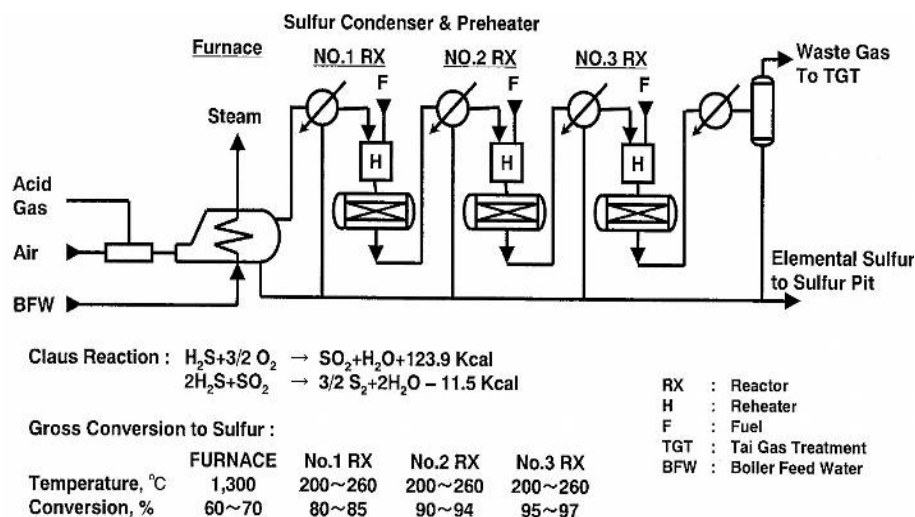 Sulfur Condenser & Preheater
Furnace
NO.1 RX
NO.2 RX
NO.3 RX
F
F
F
Waste Gas
To TGT
Steam
H
H
H
Acid
Gas
Air
BFW
Elemental Sulfur
to Sulfur Pit
Claus Reaction : H₂S+3/2 O₂ → SO₂+H₂O+123.9 Kcal
2H₂S+SO₂ → 3/2 S₂+2H₂O – 11.5 Kcal
Gross Conversion to Sulfur :
FURNACE No.1 RX No.2 RX No.3 RX
Temperature, ℃ 1,300 200~260 200~260 200~260
Conversion, % 60~70 80~85 90~94 95~97
RX : Reactor
H : Reheater
F : Fuel
TGT : Tai Gas Treatment
BFW : Boller Feed Water